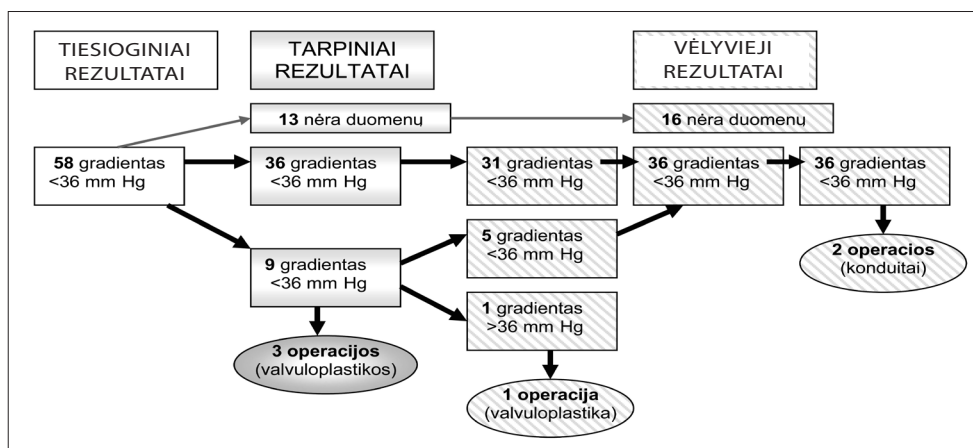 TIESIOGINIAI
REZULTATAI
TARPINIAI
REZULTATAI
VĖLYVIEJI
REZULTATAI
13 nėra duomenų
16 nėra duomenų
58 gradientas
<36 mm Hg
36 gradientas
<36 mm Hg
31 gradientas
<36 mm Hg
36 gradientas
<36 mm Hg
36 gradientas
<36 mm Hg
9 gradientas
<36 mm Hg
5 gradientas
<36 mm Hg
2 operacios
(konduitai)
1 gradientas
>36 mm Hg
3 operacijos
(valvuloplastikos)
1 operacija
(valvuloplastika)